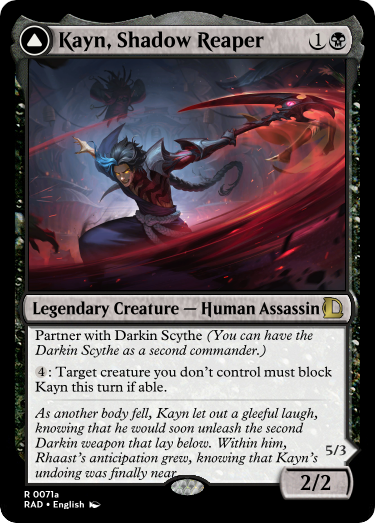 Kayn, Shadow Reaper 1
Legendary Creature — Human Assassin
Partner with Darkin Scythe (You can have the
Darkin Scythe as a second commander.)
4: Target creature you don't control must block
Kayn this turn if able.
As another body fell, Kayn let out a gleeful laugh,
knowing that he would soon unleash the second
Darkin weapon that lay below. Within him,
Rhaast's anticipation grew, knowing that Kayn's
undoing was finally near
5/3
2/2
R 0071a
RAD • English